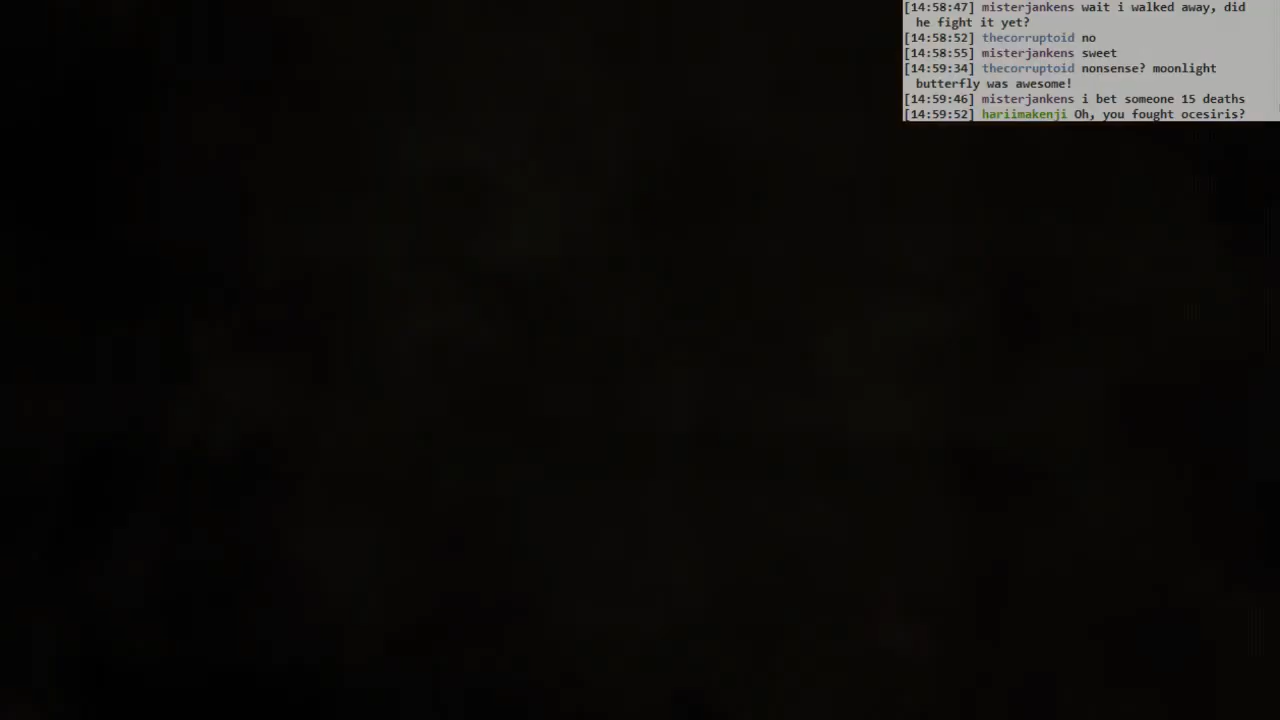 [14:58:47] misterjankens wait i walked away, did
he fight it yet?
[14:58:52] thecorruptoid no
[14:58:55] misterjankens sweet
[14:59:34] thecorruptoid nonsense? moonlight
butterfly was awesome!
[14:59:46] misterjankens i bet someone 15 deaths
[14:59:52] hariimakenji Oh, you fought ocesiris?